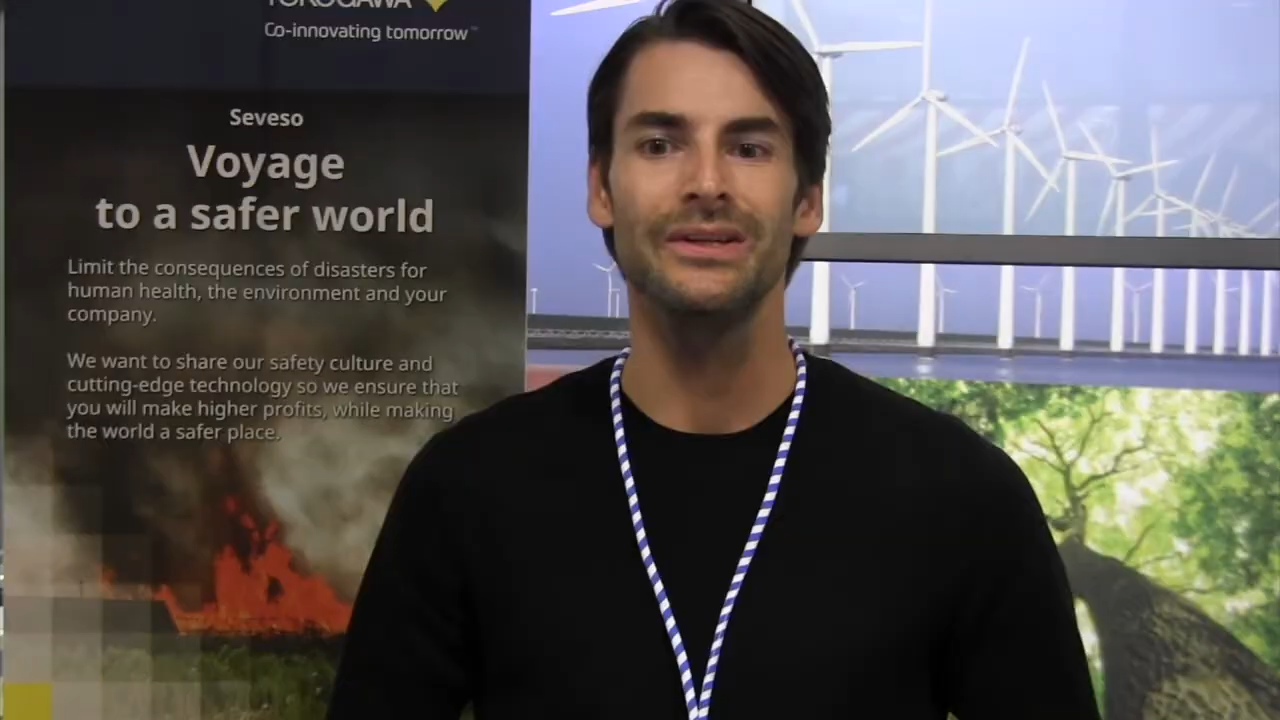 YOKOGAWA
Co-innovating tomorrow™
Seveso
Voyage
to a safer world
Limit the consequences of disasters for
human health, the environment and your
company.
We want to share our safety culture and
cutting-edge technology so we ensure that
you will make higher profits, while making
the world a safer place.